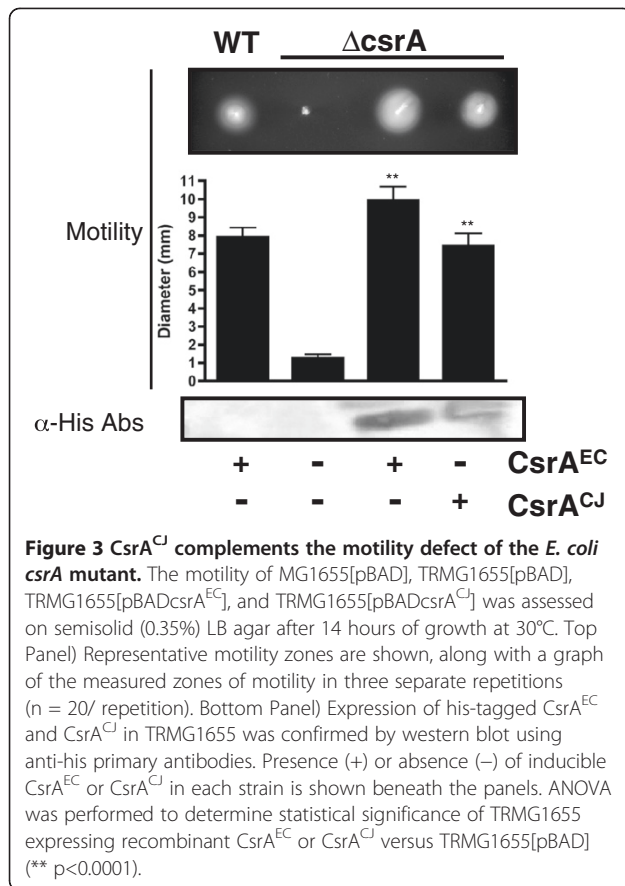 WT ΔcsrA
** **
Motility
Diameter (mm)
11
10
9
8
7
6
5
4
3
2
1
0
α-His Abs
+ - + - CsrA^EC
- - - + CsrA^CJ
Figure 3 CsrA^CJ complements the motility defect of the E. coli
csrA mutant. The motility of MG1655[pBAD], TRMG1655[pBAD],
TRMG1655[pBADcsrA^EC], and TRMG1655[pBADcsrA^CJ] was assessed
on semisolid (0.35%) LB agar after 14 hours of growth at 30°C. Top
Panel) Representative motility zones are shown, along with a graph
of the measured zones of motility in three separate repetitions
(n = 20/ repetition). Bottom Panel) Expression of his-tagged CsrA^EC
and CsrA^CJ in TRMG1655 was confirmed by western blot using
anti-his primary antibodies. Presence (+) or absence (−) of inducible
CsrA^EC or CsrA^CJ in each strain is shown beneath the panels. ANOVA
was performed to determine statistical significance of TRMG1655
expressing recombinant CsrA^EC or CsrA^CJ versus TRMG1655[pBAD]
(** p<0.0001).